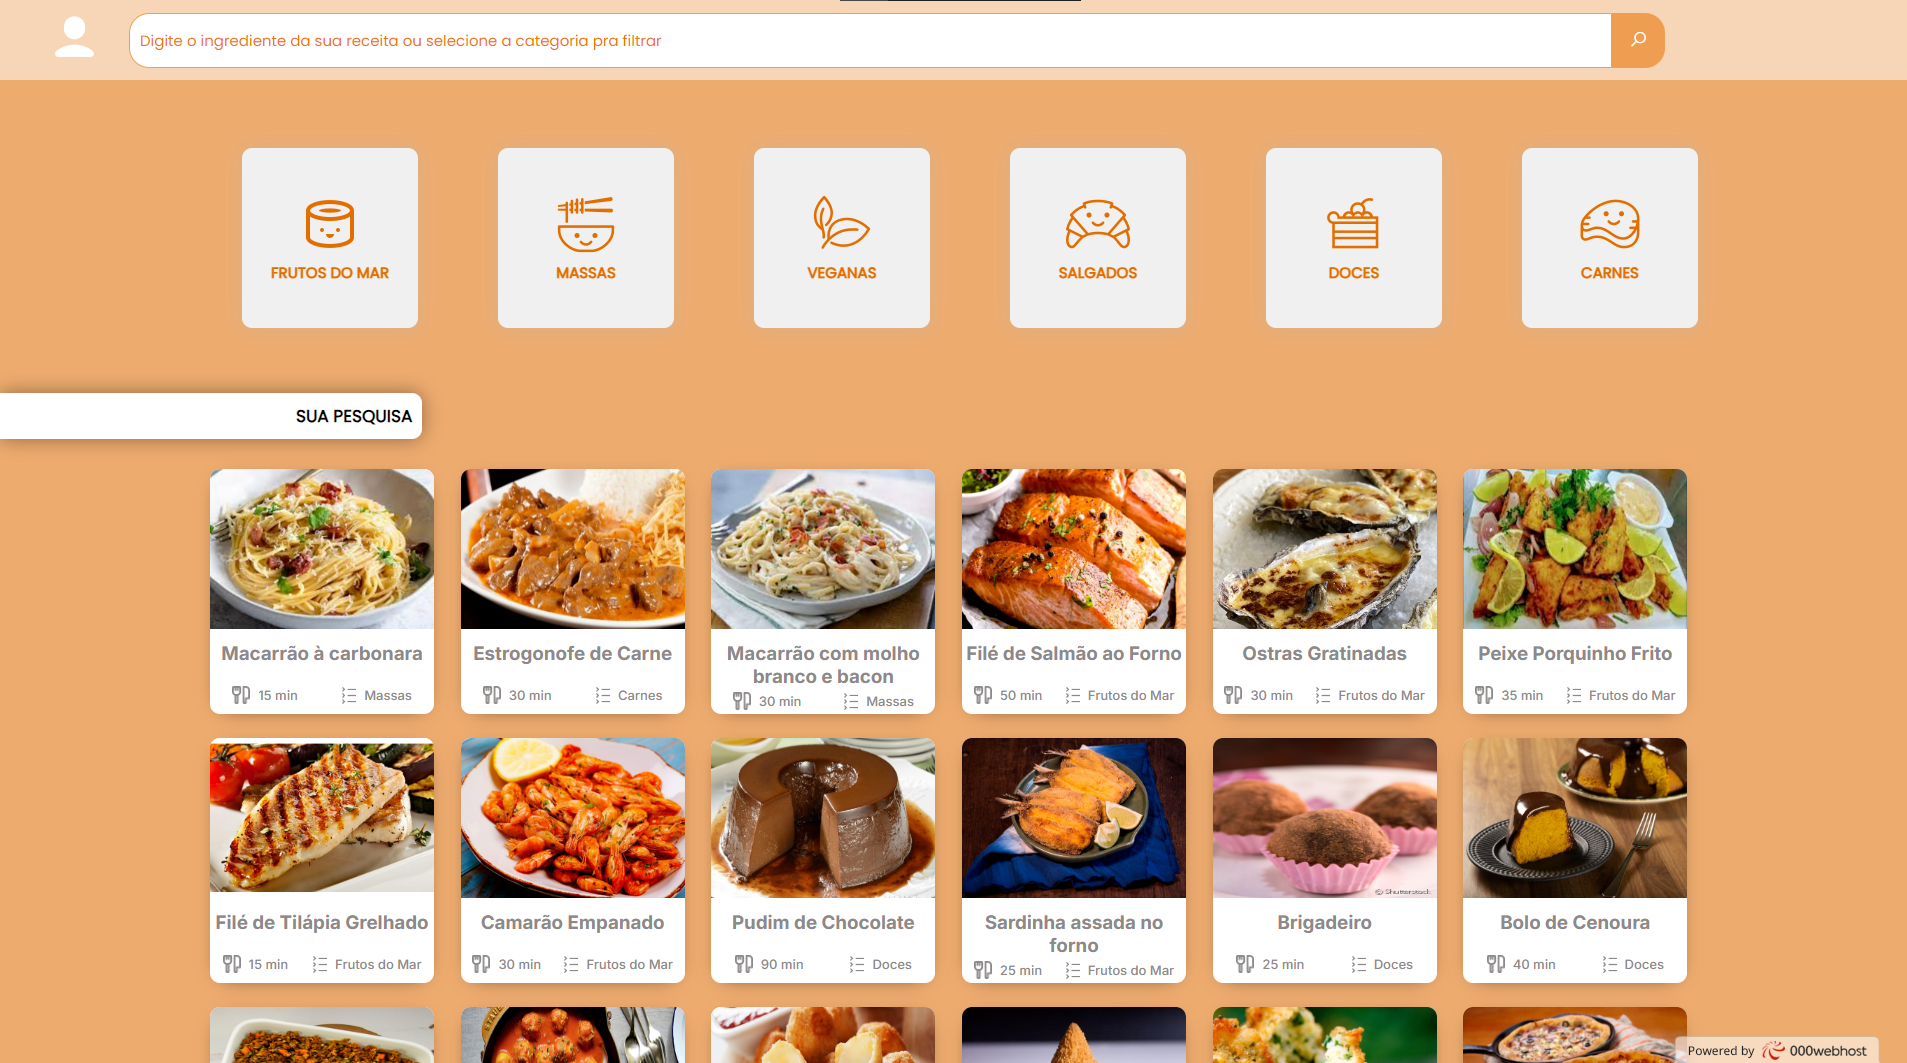 Digite o ingrediente da sua receita ou selecione a categoria pra filtrar
FRUTOS DO MAR
MASSAS
VEGANAS
SALGADOS
DOCES
CARNES
SUA PESQUISA
Macarrão à carbonara
15 min
Massas
Estrogonofe de Carne
30 min
Carnes
Macarrão com molho
branco e bacon
30 min
Massas
Filé de Salmão ao Forno
50 min
Frutos do Mar
Ostras Gratinadas
30 min
Frutos do Mar
Peixe Porquinho Frito
35 min
Frutos do Mar
Filé de Tilápia Grelhado
15 min
Frutos do Mar
Camarão Empanado
30 min
Frutos do Mar
Pudim de Chocolate
90 min
Doces
Sardinha assada no
forno
25 min
Frutos do Mar
© Shutterstock
Brigadeiro
25 min
Doces
Bolo de Cenoura
40 min
Doces
Powered by 000webhost